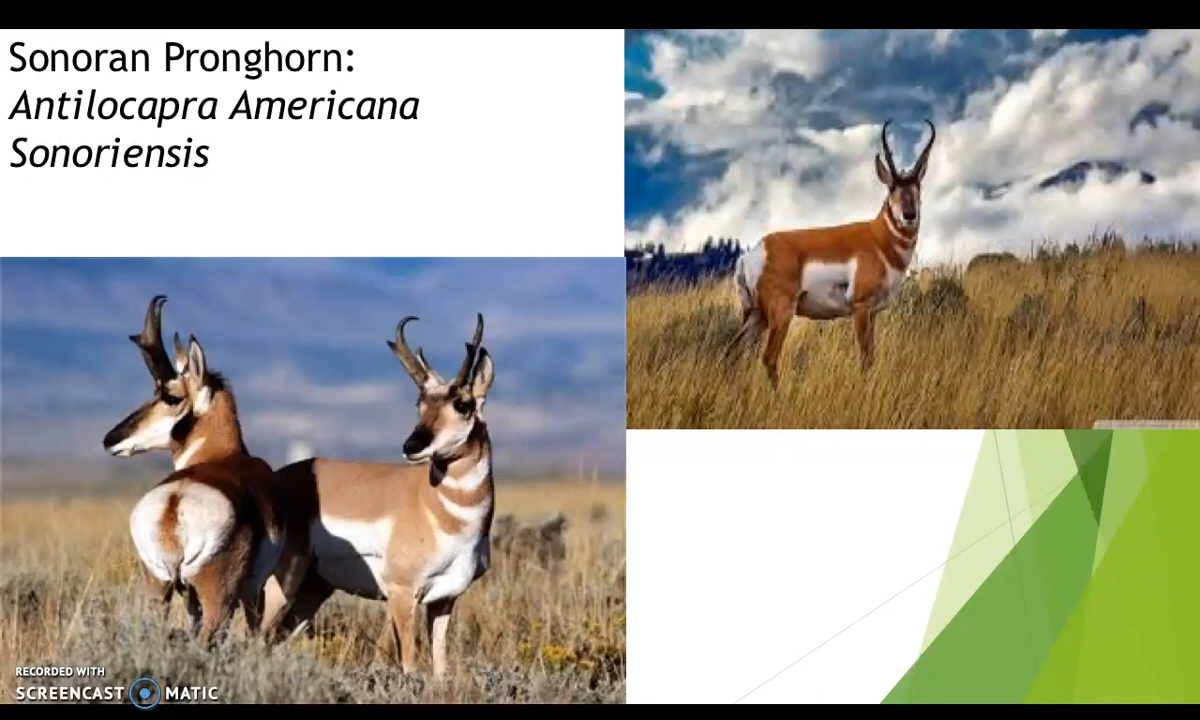 Sonoran Pronghorn:
Antilocapra Americana
Sonoriensis
RECORDED WITH
SCREENCAST MATIC